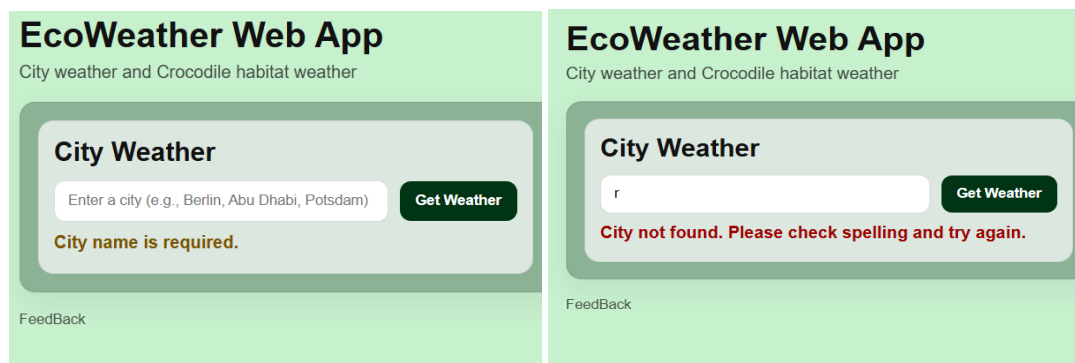 EcoWeather Web App
City weather and Crocodile habitat weather
City Weather
Enter a city (e.g., Berlin, Abu Dhabi, Potsdam)
Get Weather
City name is required.
FeedBack
EcoWeather Web App
City weather and Crocodile habitat weather
City Weather
r
Get Weather
City not found. Please check spelling and try again.
FeedBack